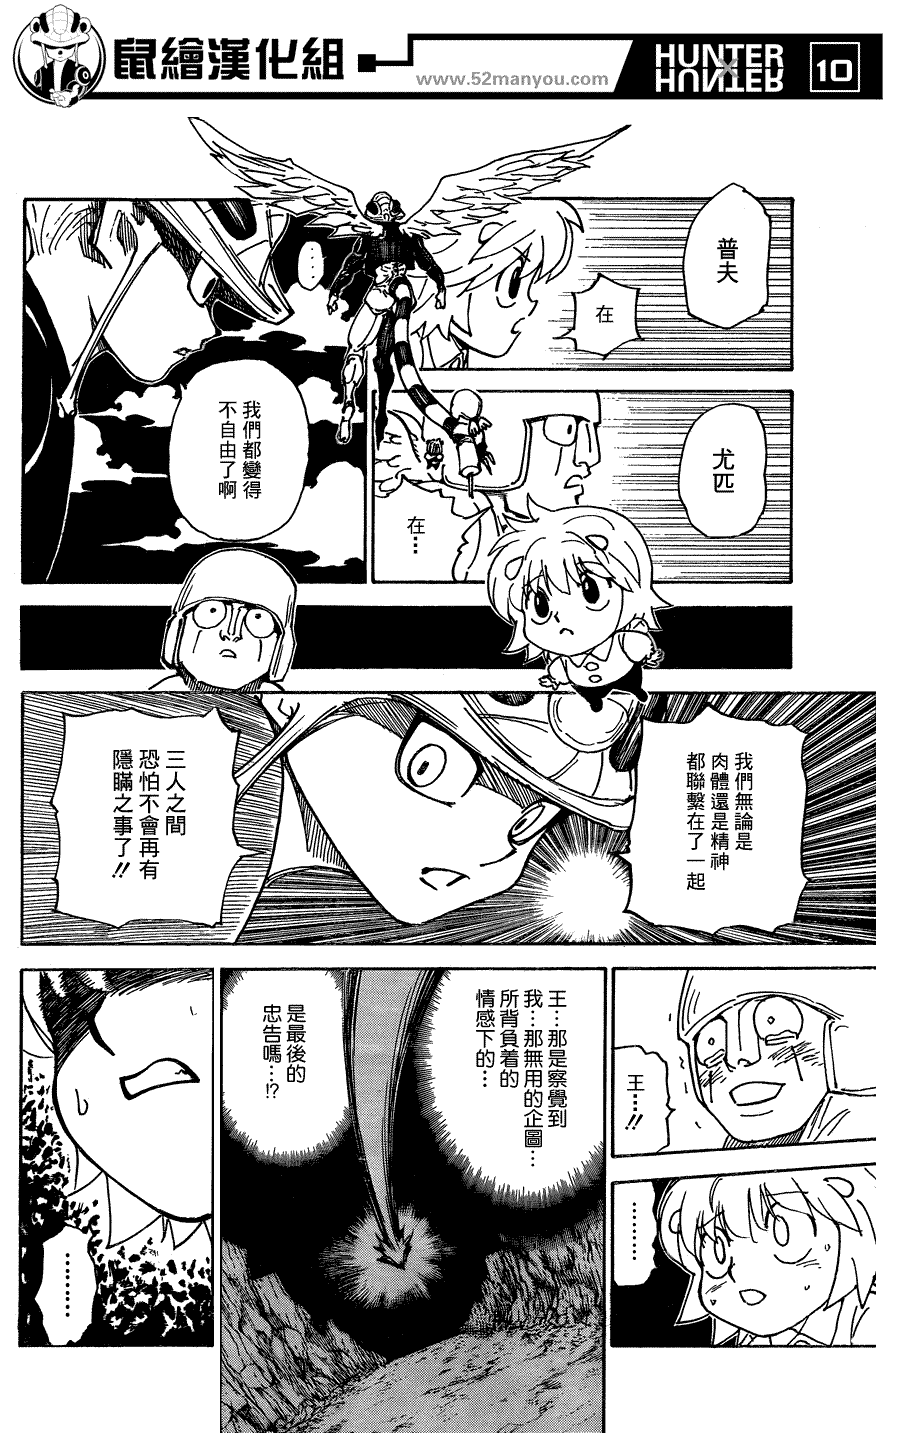 鼠繪漢化組
www.52manyou.com
HUNTER
×
HUNTER
10
普夫
在
…
尤匹
在…
我們都變得
不自由了啊
我們無論是
肉體還是精神
都聯繫在了一起
三人之間
恐怕不會再有
隱瞞之事了!!
王…!!
………
王…那是察覺到
我…那無用的企圖…
所背負着的
情感下的…
是最後的
忠告嗎…!?
………